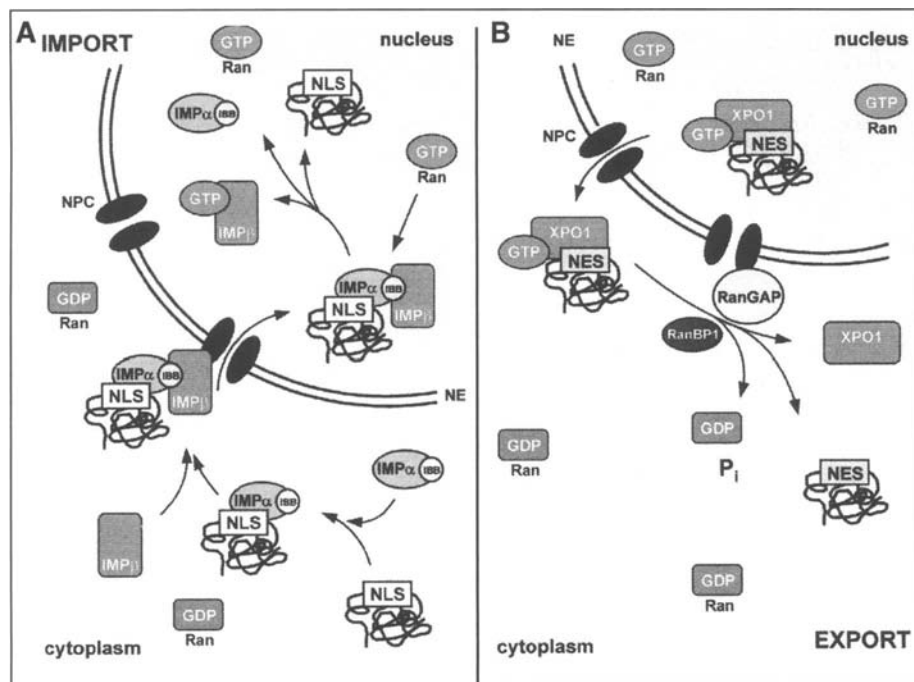 A IMPORT
nucleus
GTP
Ran
NLS
IMPα IBB
GTP
Ran
NPC
GTP
IMPβ
IMPα IBB
NLS
IMPβ
GDP
Ran
IMPα IBB
NLS
IMPβ
NE
IMPα IBB
IMPα IBB
NLS
IMPβ
NLS
GDP
Ran
cytoplasm
B
NE
nucleus
GTP
Ran
GTP
Ran
XPO1
GTP
NES
NPC
XPO1
GTP
NES
RanGAP
RanBP1
XPO1
GDP
Pi
GDP
Ran
NES
GDP
Ran
cytoplasm
EXPORT